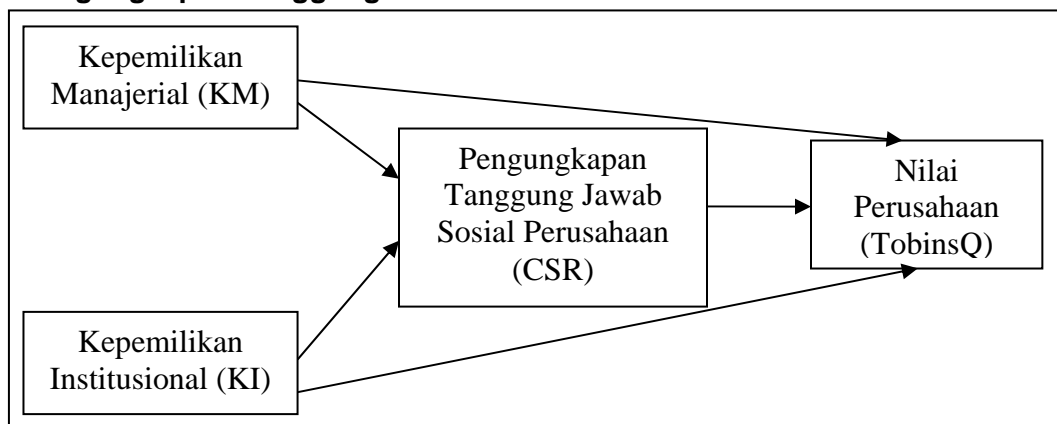 Kepemilikan
Manajerial (KM)
Pengungkapan
Tanggung Jawab
Sosial Perusahaan
(CSR)
Nilai
Perusahaan
(TobinsQ)
Kepemilikan
Institusional (KI)